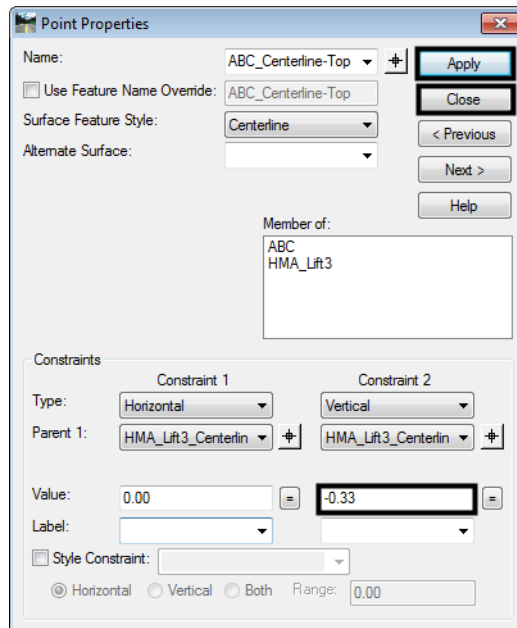 Point Properties
Name: ABC_Centerline-Top Apply
Use Feature Name Override: ABC_Centerline-Top Close
Surface Feature Style: Centerline < Previous
Alternate Surface:
Next >
Help
Member of:
ABC
HMA_Lift3
Constraints
Constraint 1 Constraint 2
Type: Horizontal Vertical
Parent 1: HMA_Lift3_Centerlin HMA_Lift3_Centerlin
Value: 0.00 = -0.33 =
Label:
Style Constraint:
Horizontal Vertical Both Range: 0.00